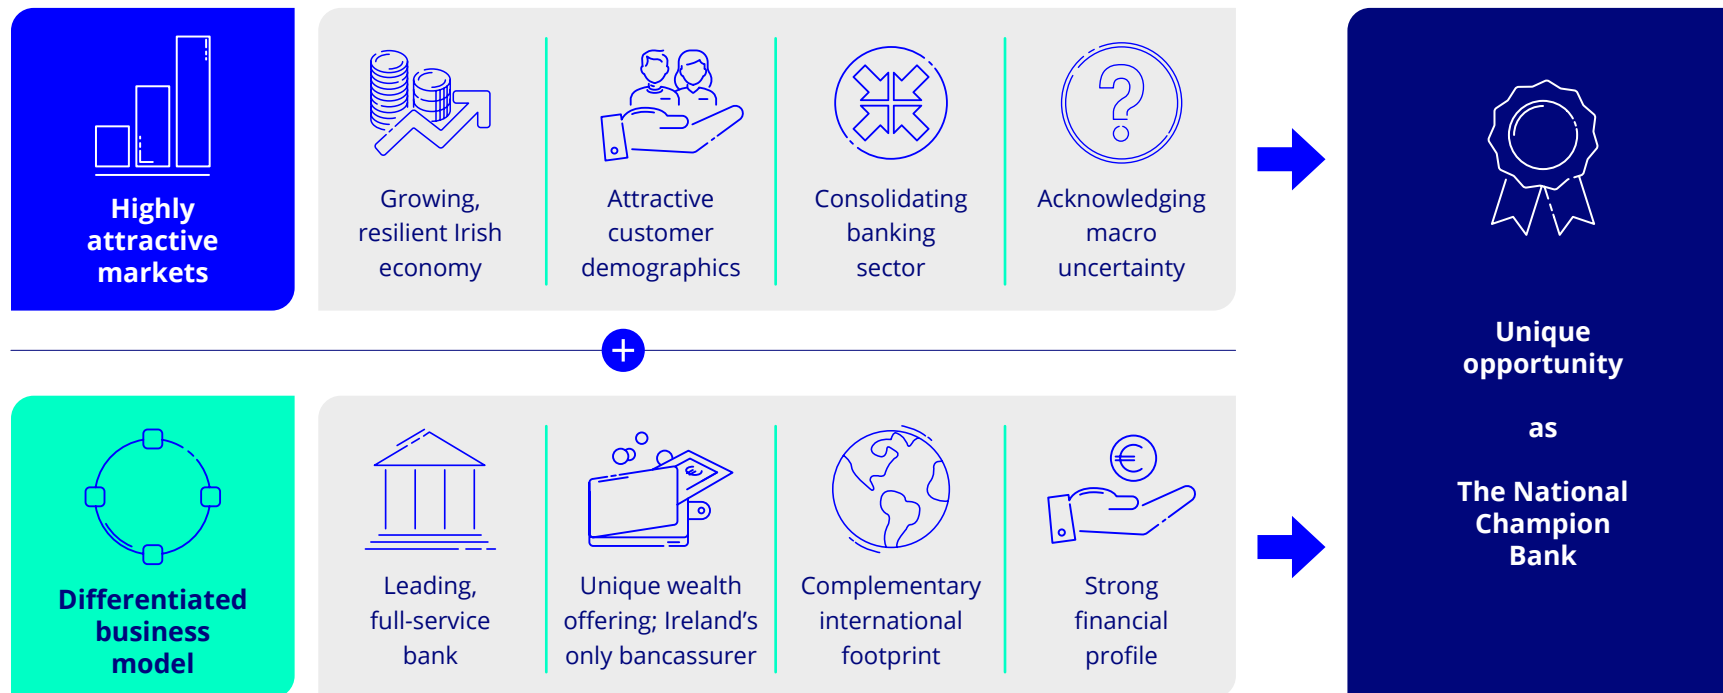 Highly
attractive
markets
Growing,
resilient Irish
economy
Attractive
customer
demographics
Consolidating
banking
sector
Acknowledging
macro
uncertainty
Differentiated
business
model
Leading,
full-service
bank
Unique wealth
offering; Ireland’s
only bancassurer
Complementary
international
footprint
Strong
financial
profile
Unique
opportunity
as
The National
Champion
Bank